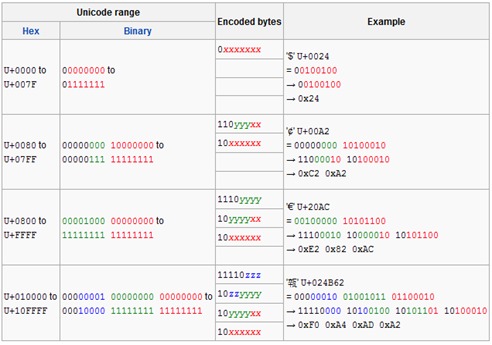 Unicode range
Encoded bytes
Example
Hex
Binary
U+0000 to
U+007F
00000000 to
01111111
0xxxxxxx
'$' U+0024
= 00100100
→ 00100100
→ 0x24
U+0080 to
U+07FF
00000000 10000000 to
00000111 11111111
110yyyxx
10xxxxxx
'¢' U+00A2
= 00000000 10100010
→ 11000010 10100010
→ 0xC2 0xA2
U+0800 to
U+FFFF
00001000 00000000 to
11111111 11111111
1110yyyy
10yyyyxx
10xxxxxx
'€' U+20AC
= 00100000 10101100
→ 11100010 10000010 10101100
→ 0xE2 0x82 0xAC
U+010000 to
U+10FFFF
00000001 00000000 00000000 to
00010000 11111111 11111111
11110zzz
10zzyyyy
10yyyyxx
10xxxxxx
'𤭢' U+024B62
= 00000010 01001011 01100010
→ 11110000 10100100 10101101 10100010
→ 0xF0 0xA4 0xAD 0xA2